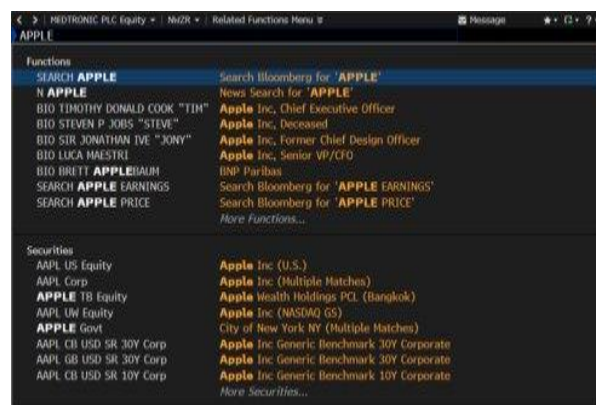 < > MEDTRONIC PLC Equity Related Functions Menu Message ?
APPLE
Functions
SEARCH APPLE Search Bloomberg for 'APPLE'
N APPLE News Search for 'APPLE'
BIO TIMOTHY DONALD COOK "TIM" Apple Inc, Chief Executive Officer
BIO STEVEN P JOBS "STEVE" Apple Inc, Deceased
BIO SIR JONATHAN IVE "JONY" Apple Inc, Former Chief Design Officer
BIO LUCA MAESTRI Apple Inc, Senior VP/CFO
BIO BRETT APPLEBAUM BNP Paribas
SEARCH APPLE EARNINGS Search Bloomberg for 'APPLE EARNINGS'
SEARCH APPLE PRICE Search Bloomberg for 'APPLE PRICE'
More Functions...
Securities
AAPL US Equity Apple Inc (U.S.)
AAPL Corp Apple Inc (Multiple Matches)
APPLE TB Equity Apple Wealth Holdings PCL (Bangkok)
AAPL UW Equity Apple Inc (NASDAQ GS)
APPLE Govt City of New York NY (Multiple Matches)
AAPL CB USD SR 30Y Corp Apple Inc Generic Benchmark 30Y Corporate
AAPL GB USD SR 30Y Corp Apple Inc Generic Benchmark 30Y Corporate
AAPL CB USD SR 10Y Corp Apple Inc Generic Benchmark 10Y Corporate
More Securities...